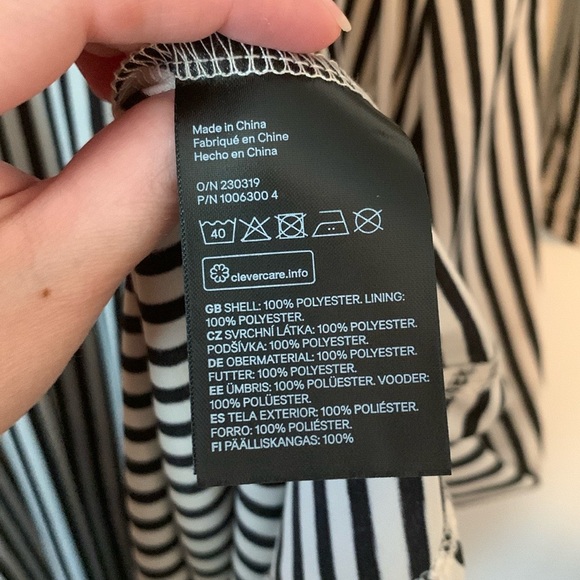 Made in China
Fabriqué en Chine
Hecho en China
O/N 230319
P/N 1006300 4
40
clevercare.info
GB SHELL: 100% POLYESTER. LINING:
100% POLYESTER.
CZ SVRCHNÍ LÁTKA: 100% POLYESTER.
PODŠÍVKA: 100% POLYESTER.
DE OBERMATERIAL: 100% POLYESTER.
FUTTER: 100% POLYESTER.
EE ÜMBRIS: 100% POLÜESTER. VOODER:
100% POLÜESTER.
ES TELA EXTERIOR: 100% POLIÉSTER.
FORRO: 100% POLIÉSTER.
FI PÄÄLLISKANGAS: 100%